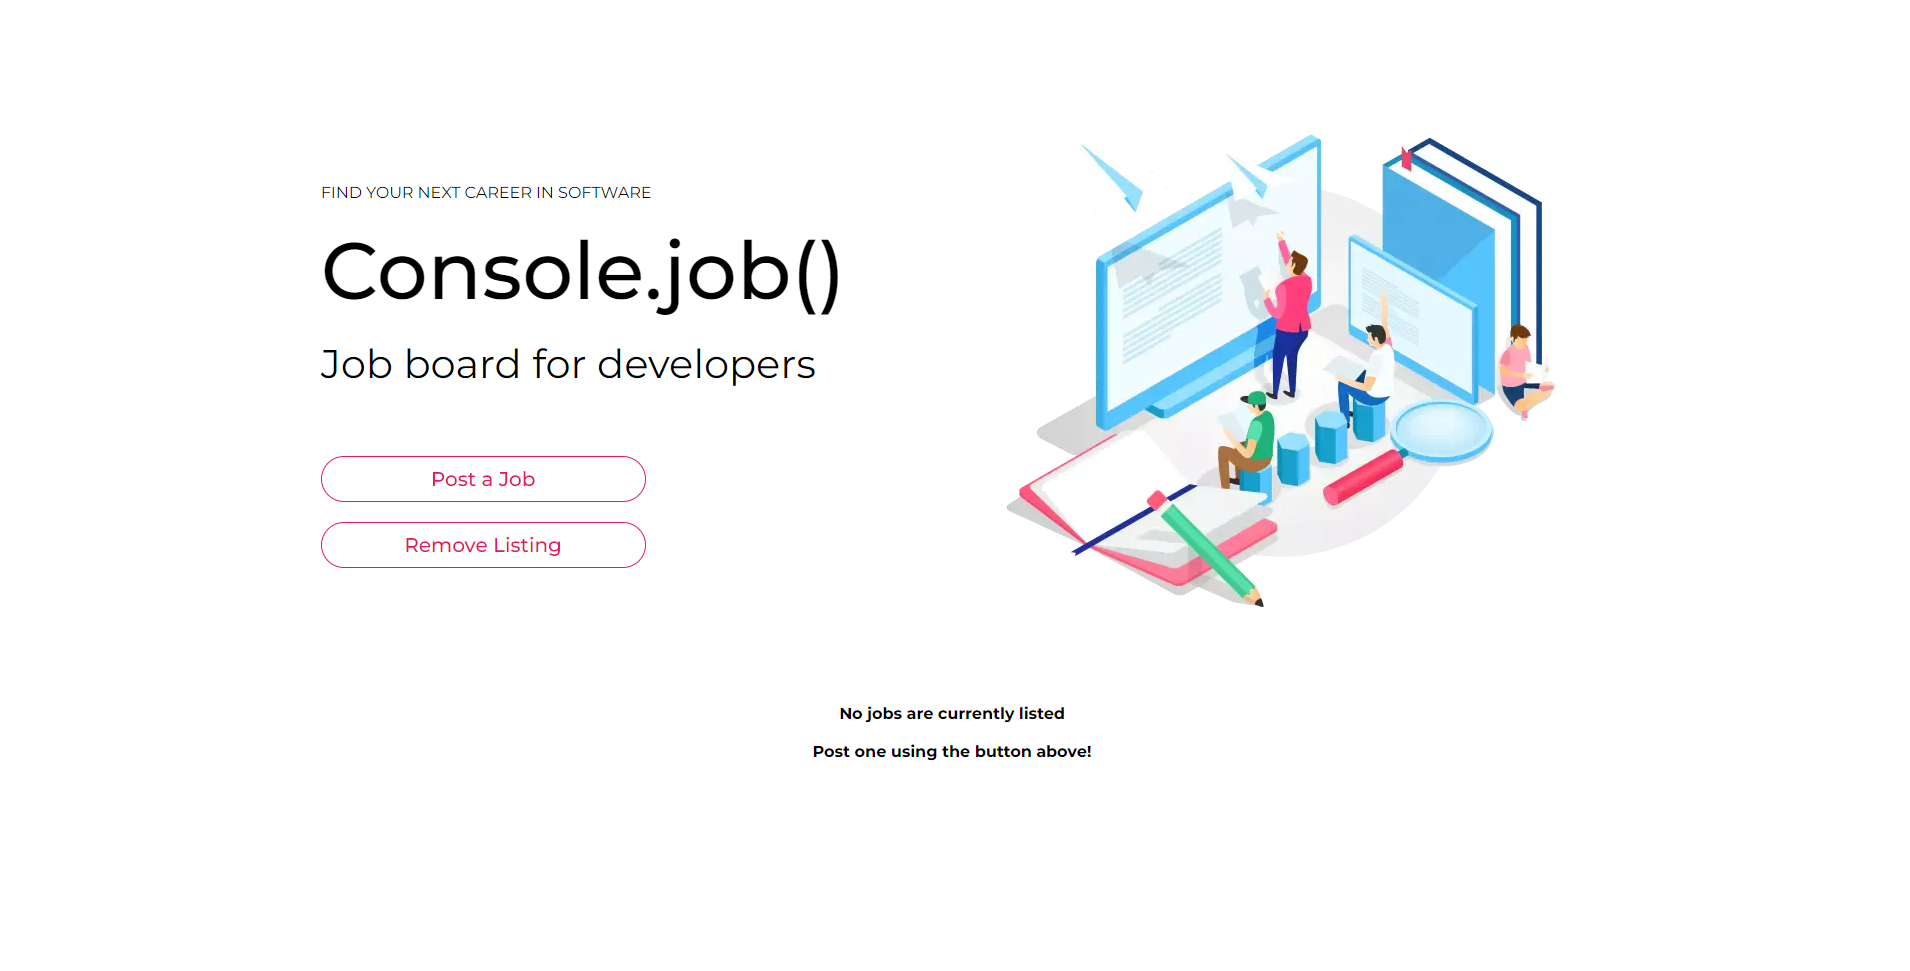 FIND YOUR NEXT CAREER IN SOFTWARE
Console.job()
Job board for developers
Post a Job
Remove Listing
No jobs are currently listed
Post one using the button above!